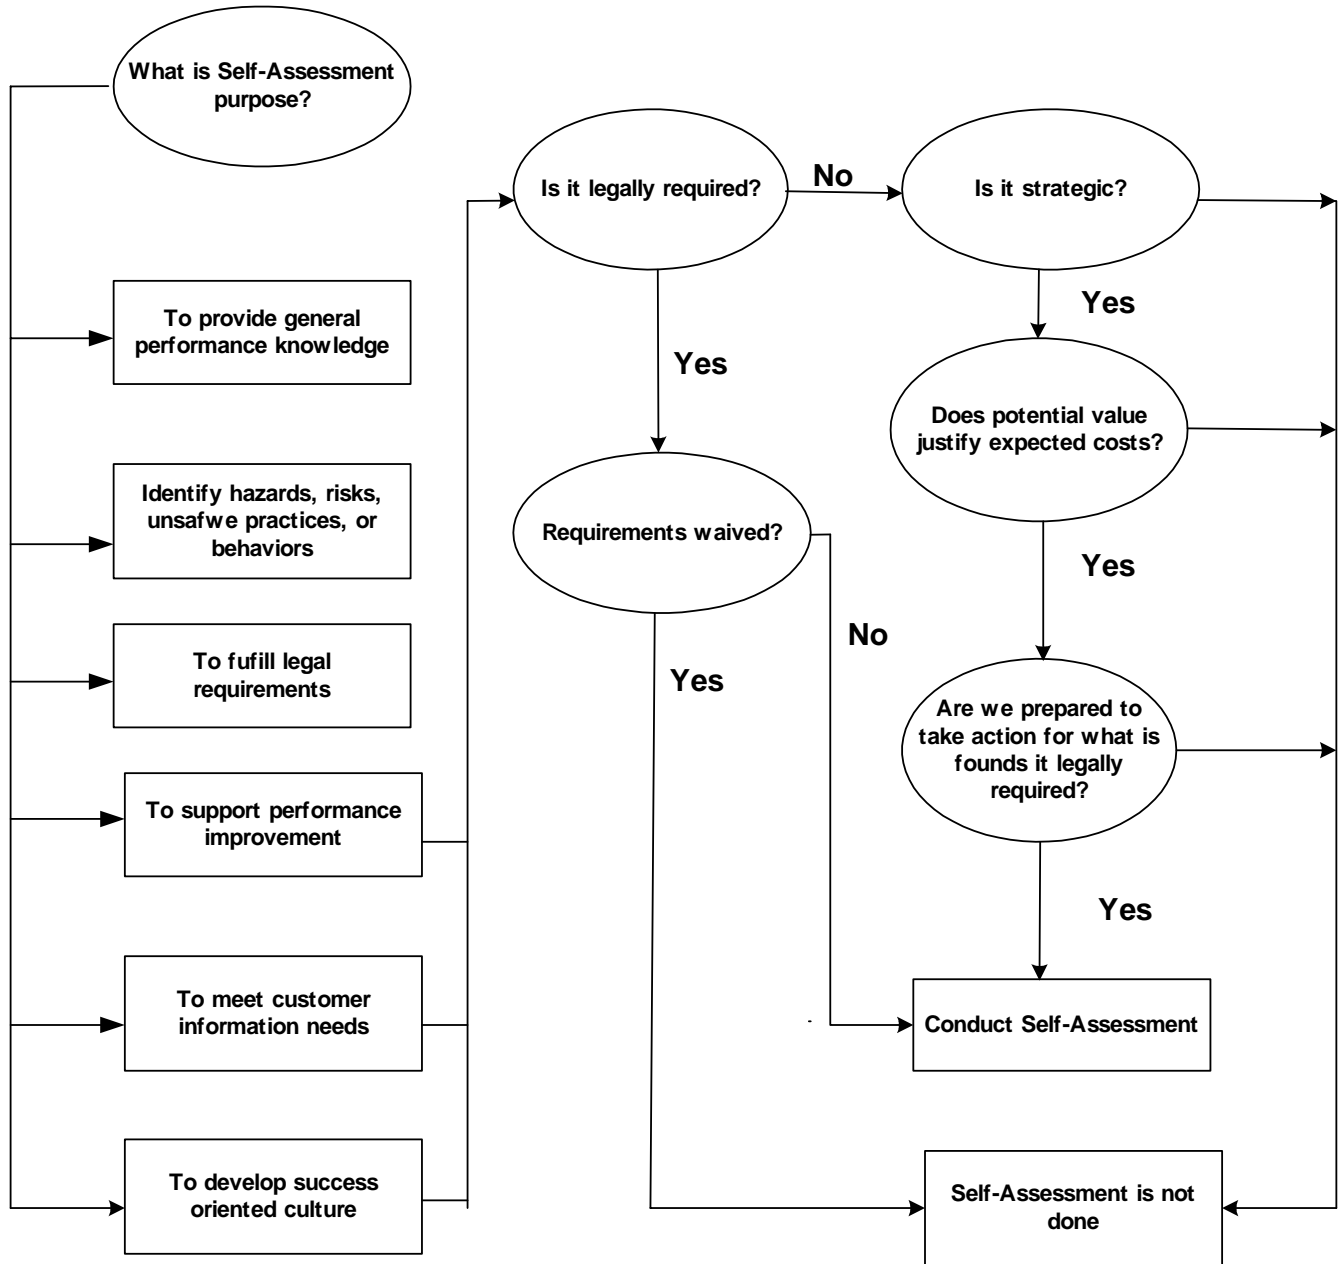 What is Self-Assessment
purpose?
To provide general
performance knowledge
Identify hazards, risks,
unsafwe practices, or
behaviors
To fufill legal
requirements
To support performance
improvement
To meet customer
information needs
To develop success
oriented culture
Is it legally required?
No
Yes
Requirements waived?
No
Yes
Is it strategic?
Yes
Does potential value
justify expected costs?
Yes
Are we prepared to
take action for what is
founds it legally
required?
Yes
Conduct Self-Assessment
Self-Assessment is not
done